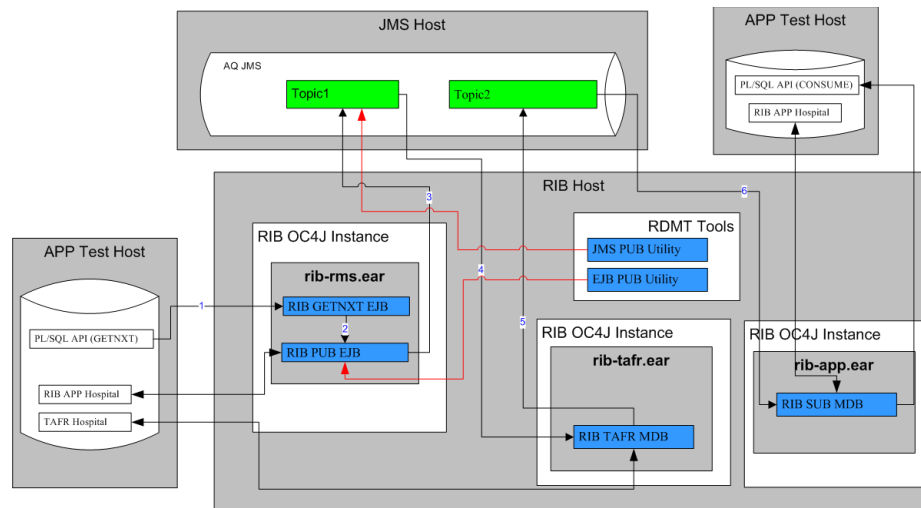 JMS Host
AQ JMS
Topic1
Topic2
APP Test Host
PL/SQL API (CONSUME)
RIB APP Hospital
RIB Host
3
6
RDMT Tools
JMS PUB Utility
EJB PUB Utility
RIB OC4J Instance
rib-rms.ear
RIB GETNXT EJB
2
RIB PUB EJB
4
5
1
APP Test Host
PL/SQL API (GETNXT)
RIB APP Hospital
TAFR Hospital
RIB OC4J Instance
rib-tafr.ear
RIB TAFR MDB
RIB OC4J Instance
rib-app.ear
RIB SUB MDB